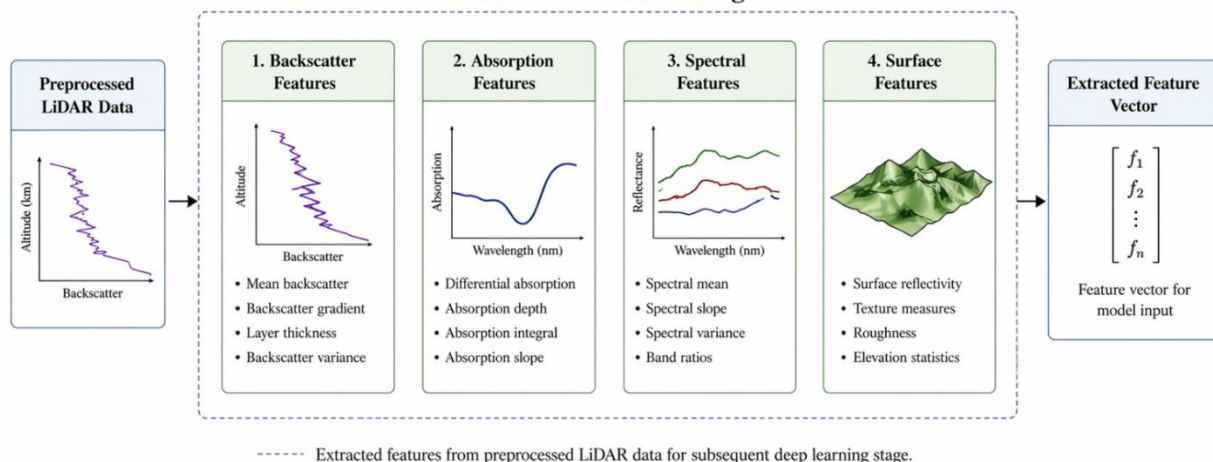 Preprocessed
LiDAR Data
Altitude (km)
Backscatter
1. Backscatter
Features
Altitude
Backscatter
• Mean backscatter
• Backscatter gradient
• Layer thickness
• Backscatter variance
2. Absorption
Features
Absorption
Wavelength (nm)
• Differential absorption
• Absorption depth
• Absorption integral
• Absorption slope
3. Spectral
Features
Reflectance
Wavelength (nm)
• Spectral mean
• Spectral slope
• Spectral variance
• Band ratios
4. Surface
Features
• Surface reflectivity
• Texture measures
• Roughness
• Elevation statistics
Extracted Feature
Vector
f1
f2
⋮
fn
Feature vector for
model input
Extracted features from preprocessed LiDAR data for subsequent deep learning stage.